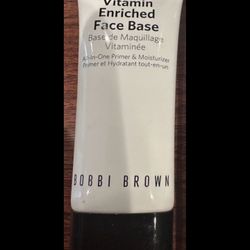 Vitamin
Enriched
Face Base
Base de Maquillage
Vitaminée
All-In-One Primer & Moisturizer
Primer et Hydratant tout-en-un
BOBBI BROWN